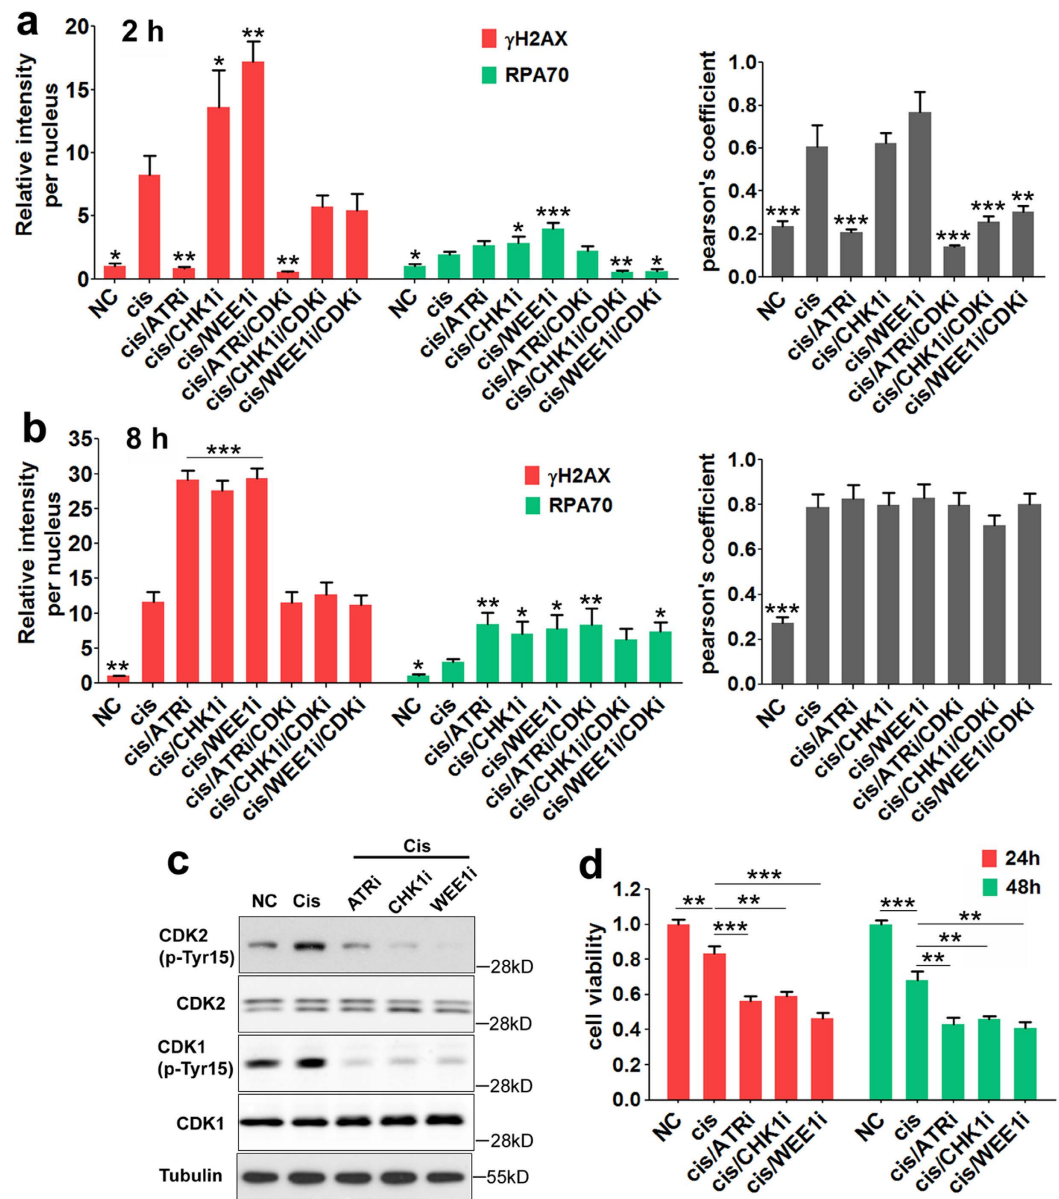 a
2 h
γH2AX
RPA70
Relative intensity
per nucleus
20
15
10
5
0
* ** * ** **
* * *** ** *
NC cis cis/ATRi cis/CHK1i cis/WEE1i cis/ATRi/CDKi cis/CHK1i/CDKi cis/WEE1i/CDKi
NC cis cis/ATRi cis/CHK1i cis/WEE1i cis/ATRi/CDKi cis/CHK1i/CDKi cis/WEE1i/CDKi
pearson's coefficient
1.0
0.8
0.6
0.4
0.2
0.0
*** *** *** *** **
NC cis cis/ATRi cis/CHK1i cis/WEE1i cis/ATRi/CDKi cis/CHK1i/CDKi cis/WEE1i/CDKi
b
8 h
γH2AX
RPA70
Relative intensity
per nucleus
35
30
25
20
15
10
5
0
** ***
* ** * * ** *
NC cis cis/ATRi cis/CHK1i cis/WEE1i cis/ATRi/CDKi cis/CHK1i/CDKi cis/WEE1i/CDKi
NC cis cis/ATRi cis/CHK1i cis/WEE1i cis/ATRi/CDKi cis/CHK1i/CDKi cis/WEE1i/CDKi
pearson's coefficient
1.0
0.8
0.6
0.4
0.2
0.0
***
NC cis cis/ATRi cis/CHK1i cis/WEE1i cis/ATRi/CDKi cis/CHK1i/CDKi cis/WEE1i/CDKi
c
Cis
NC Cis ATRi CHK1i WEE1i
CDK2
(p-Tyr15)
28kD
CDK2
28kD
CDK1
(p-Tyr15)
28kD
CDK1
28kD
Tubulin
55kD
d
24h
48h
cell viability
1.2
1.0
0.8
0.6
0.4
0.2
0.0
***
** **
***
*** **
**
**
NC cis cis/ATRi cis/CHK1i cis/WEE1i
NC cis cis/ATRi cis/CHK1i cis/WEE1i